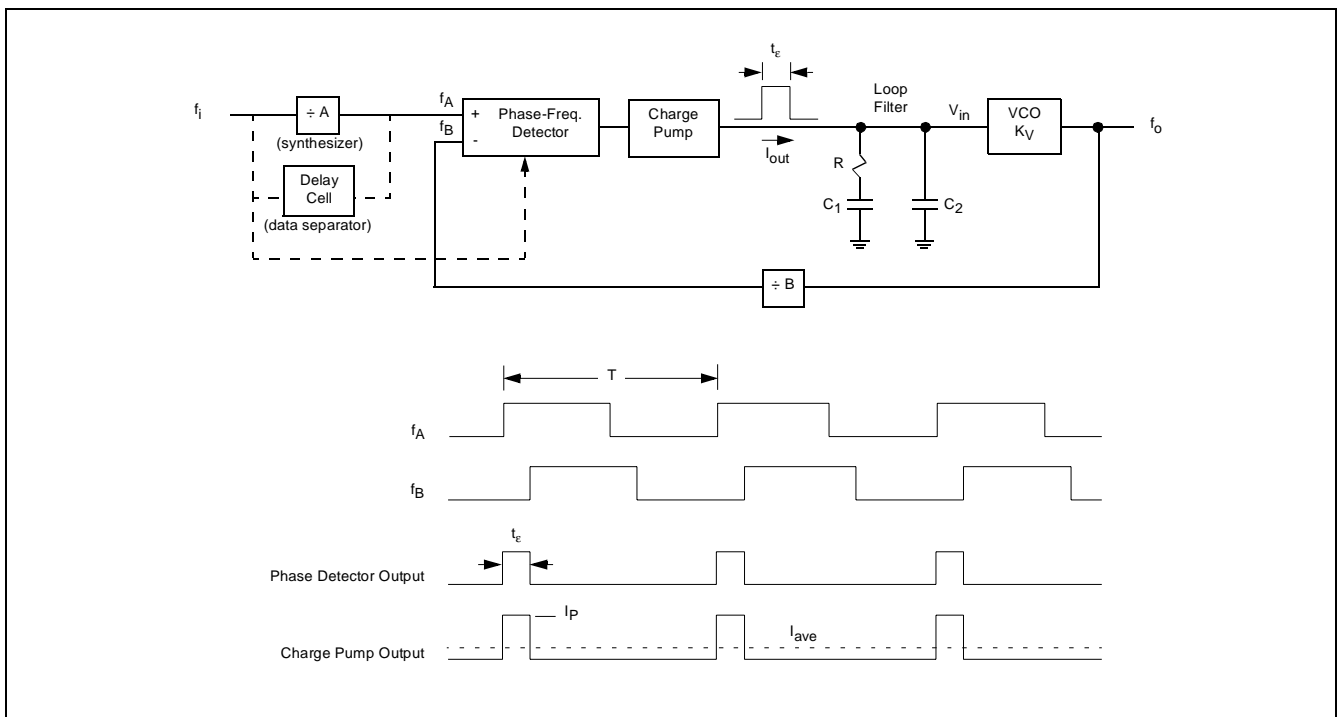 tε
fi
÷ A
(synthesizer)
Delay
Cell
(data separator)
fA
fB
+
-
Phase-Freq.
Detector
Charge
Pump
Iout
Loop
Filter
R
C1
C2
Vin
VCO
KV
fo
÷ B
T
fA
fB
tε
Phase Detector Output
IP
Iave
Charge Pump Output